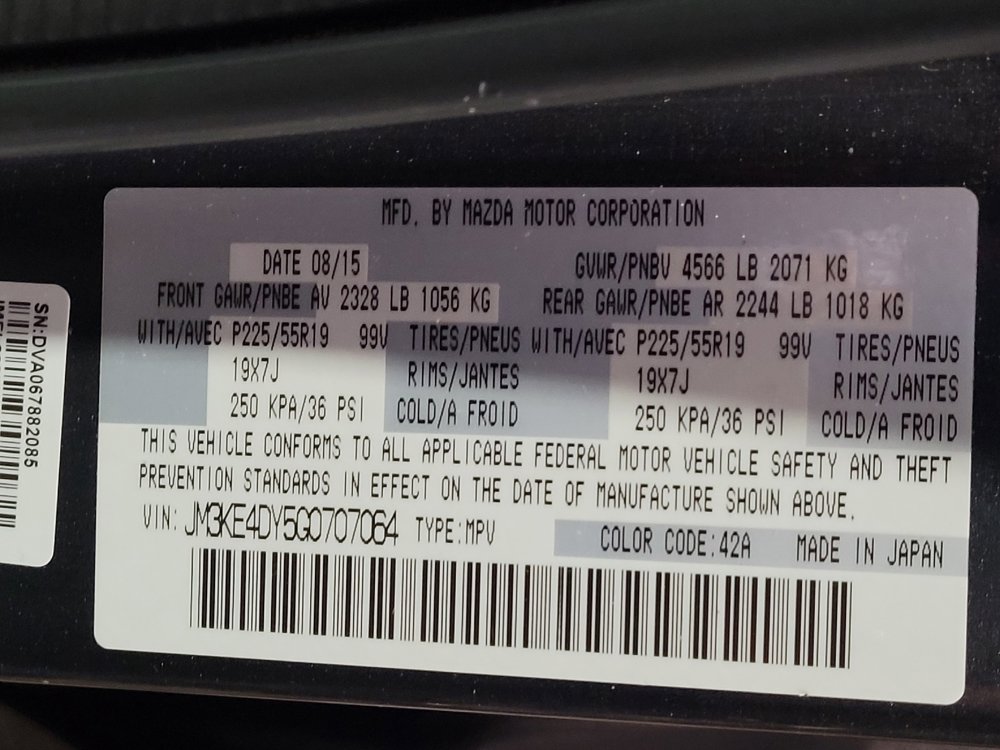 MFD. BY MAZDA MOTOR CORPORATION
DATE 08/15 GVWR/PNBV 4566 LB 2071 KG
FRONT GAWR/PNBE AV 2328 LB 1056 KG REAR GAWR/PNBE AR 2244 LB 1018 KG
WITH/AVEC P225/55R19 99V TIRES/PNEUS WITH/AVEC P225/55R19 99V TIRES/PNEUS
19X7J RIMS/JANTES 19X7J RIMS/JANTES
250 KPA/36 PSI COLD/A FROID 250 KPA/36 PSI COLD/A FROID
THIS VEHICLE CONFORMS TO ALL APPLICABLE FEDERAL MOTOR VEHICLE SAFETY AND THEFT
PREVENTION STANDARDS IN EFFECT ON THE DATE OF MANUFACTURE SHOWN ABOVE.
VIN: JM3KE4DY5G0707064 TYPE:MPV COLOR CODE:42A MADE IN JAPAN
SN:DVA067882085